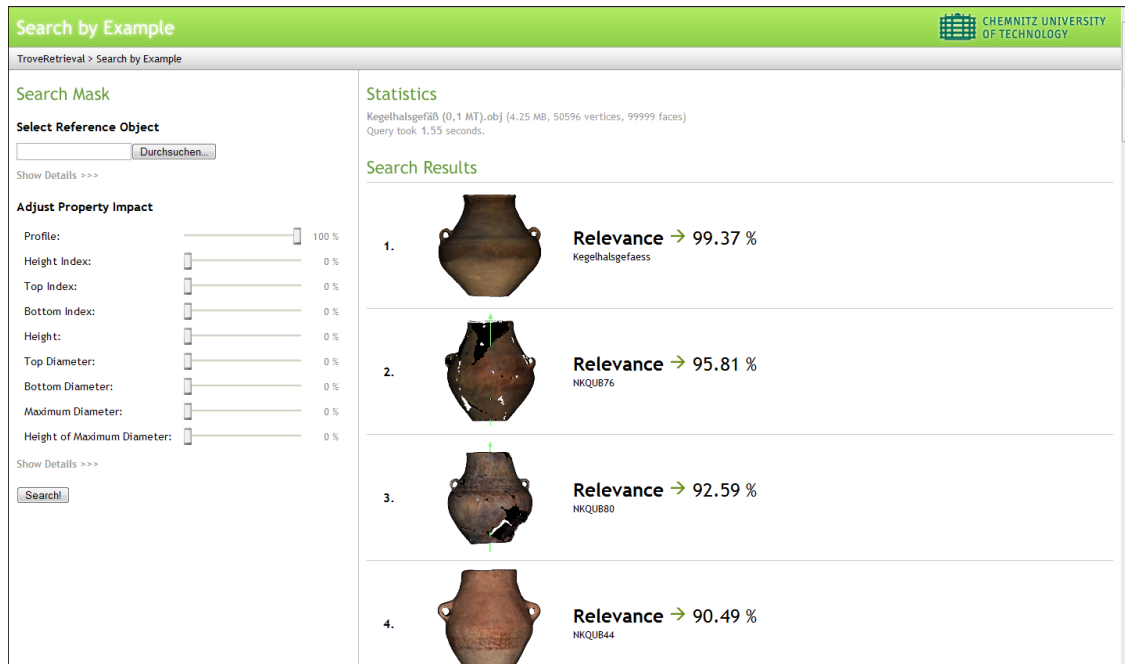 Search by Example
CHEMNITZ UNIVERSITY
OF TECHNOLOGY
TroveRetrieval > Search by Example
Search Mask
Select Reference Object
Durchsuchen...
Show Details >>>
Adjust Property Impact
Profile: 100 %
Height Index: 0 %
Top Index: 0 %
Bottom Index: 0 %
Height: 0 %
Top Diameter: 0 %
Bottom Diameter: 0 %
Maximum Diameter: 0 %
Height of Maximum Diameter: 0 %
Show Details >>>
Search!
Statistics
Kegelhalsgefäß (0,1 MT).obj (4.25 MB, 50596 vertices, 99999 faces)
Query took 1.55 seconds.
Search Results
1. Relevance → 99.37 %
Kegelhalsgefaess
2. Relevance → 95.81 %
NKQUB76
3. Relevance → 92.59 %
NKQUB80
4. Relevance → 90.49 %
NKQUB44